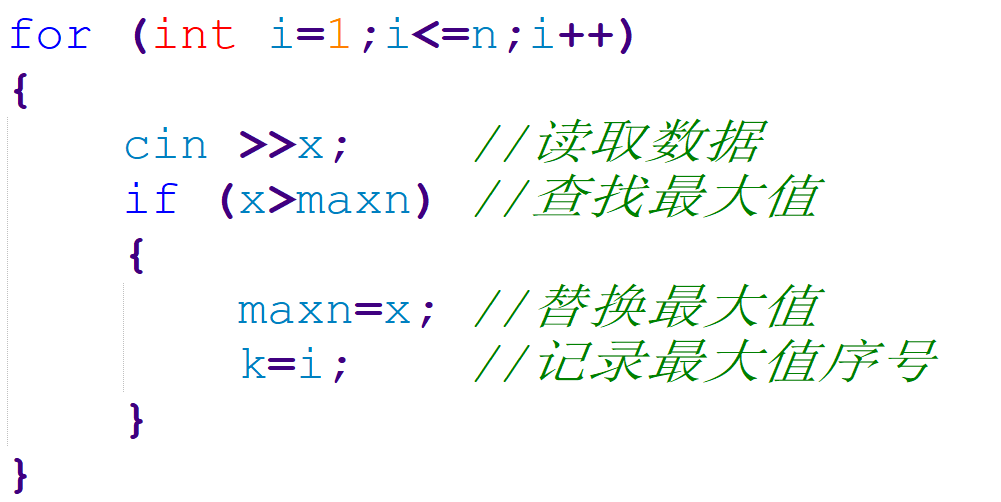 for (int i=1;i<=n;i++)
{
    cin >>x;    //读取数据
    if (x>maxn) //查找最大值
    {
        maxn=x; //替换最大值
        k=i;    //记录最大值序号
    }
}